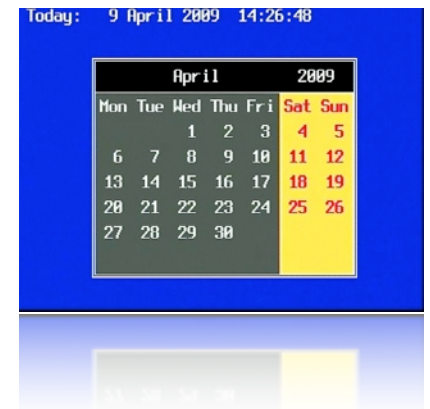 Today: 9 April 2009 14:26:48
April 2009
Mon Tue Wed Thu Fri Sat Sun
1 2 3 4 5
6 7 8 9 10 11 12
13 14 15 16 17 18 19
20 21 22 23 24 25 26
27 28 29 30